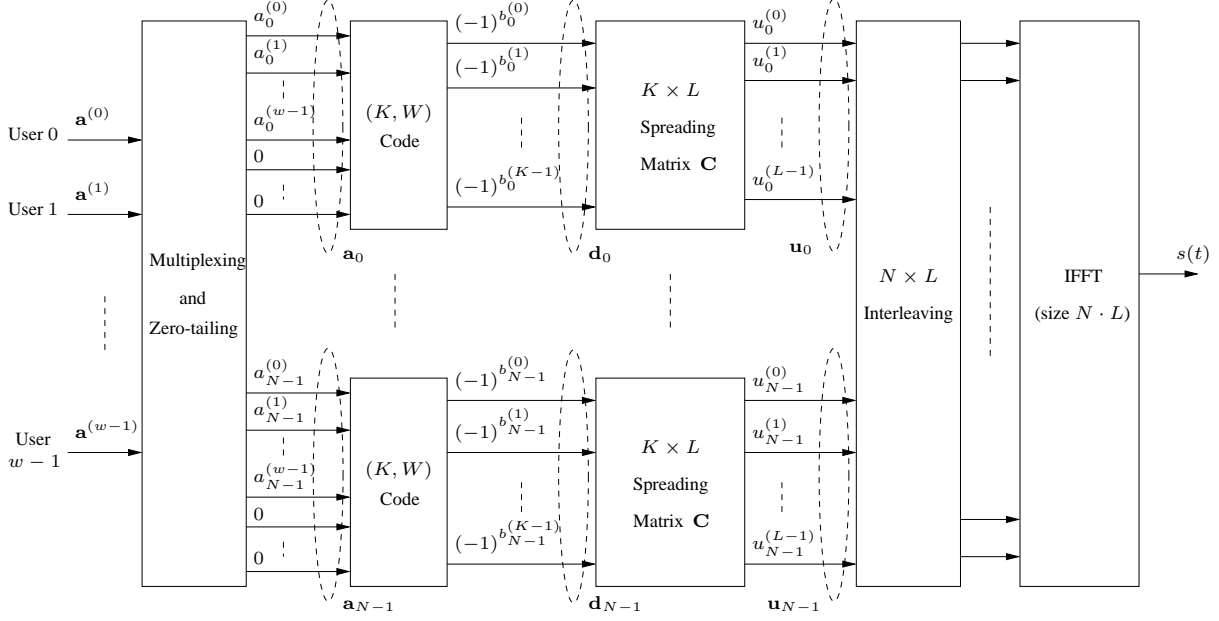 User 0
a^{(0)}
User 1
a^{(1)}
User
w − 1
a^{(w−1)}
Multiplexing
and
Zero-tailing
a_0^{(0)}
a_0^{(1)}
a_0^{(w−1)}
0
0
a_0
(K, W)
Code
(−1)^{b_0^{(0)}}
(−1)^{b_0^{(1)}}
(−1)^{b_0^{(K−1)}}
d_0
K × L
Spreading
Matrix C
u_0^{(0)}
u_0^{(1)}
u_0^{(L−1)}
u_0
a_{N−1}^{(0)}
a_{N−1}^{(1)}
a_{N−1}^{(w−1)}
0
0
a_{N−1}
(K, W)
Code
(−1)^{b_{N−1}^{(0)}}
(−1)^{b_{N−1}^{(1)}}
(−1)^{b_{N−1}^{(K−1)}}
d_{N−1}
K × L
Spreading
Matrix C
u_{N−1}^{(0)}
u_{N−1}^{(1)}
u_{N−1}^{(L−1)}
u_{N−1}
N × L
Interleaving
IFFT
(size N · L)
s(t)